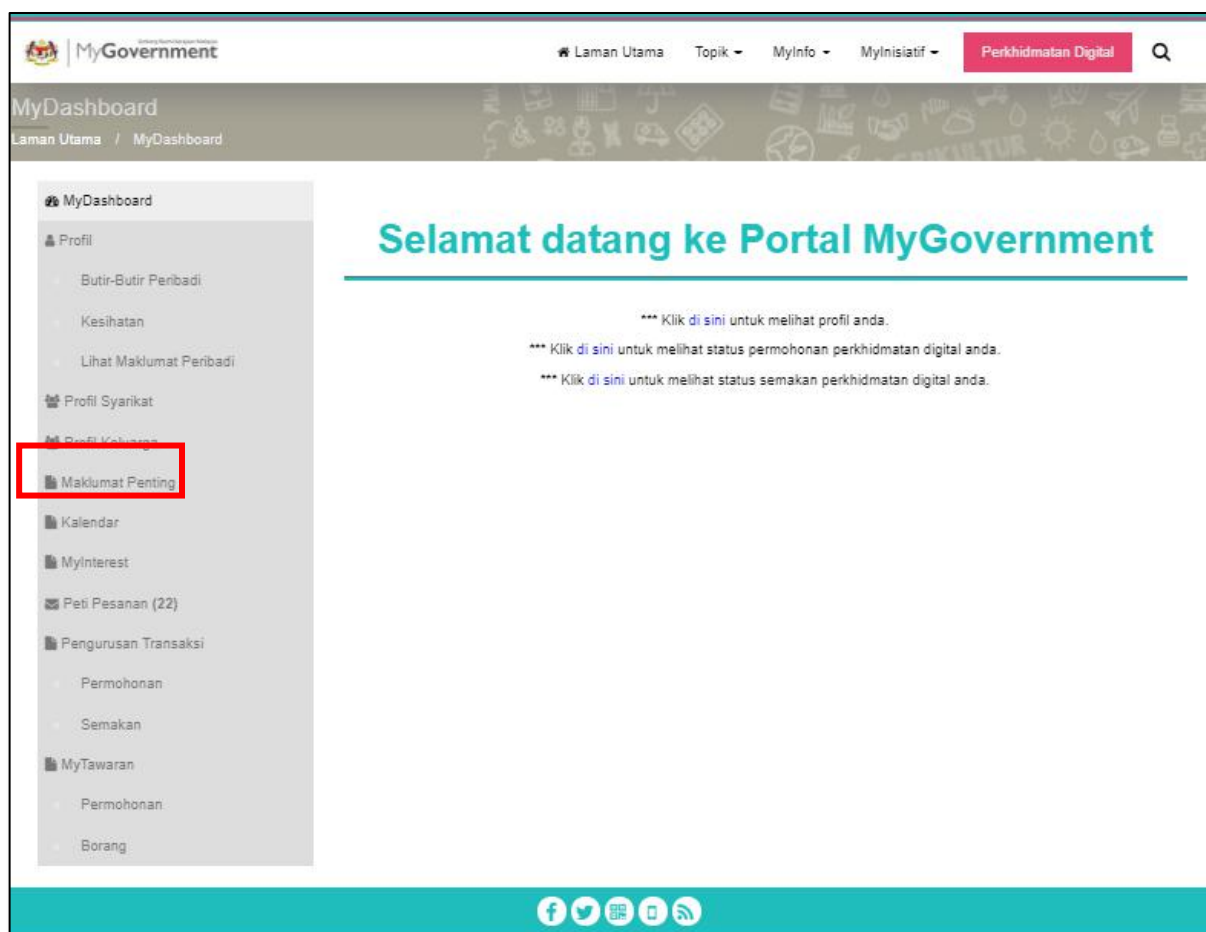 MyGovernment
Laman Utama
Topik
MyInfo
MyInisiatif
Perkhidmatan Digital
MyDashboard
Laman Utama / MyDashboard
AGRIKULTUR
MyDashboard
Profil
Butir-Butir Peribadi
Kesihatan
Lihat Maklumat Peribadi
Profil Syarikat
Profil Keluarga
Maklumat Penting
Kalendar
MyInterest
Peti Pesanan (22)
Pengurusan Transaksi
Permohonan
Semakan
MyTawaran
Permohonan
Borang
Selamat datang ke Portal MyGovernment
*** Klik di sini untuk melihat profil anda.
*** Klik di sini untuk melihat status permohonan perkhidmatan digital anda.
*** Klik di sini untuk melihat status semakan perkhidmatan digital anda.